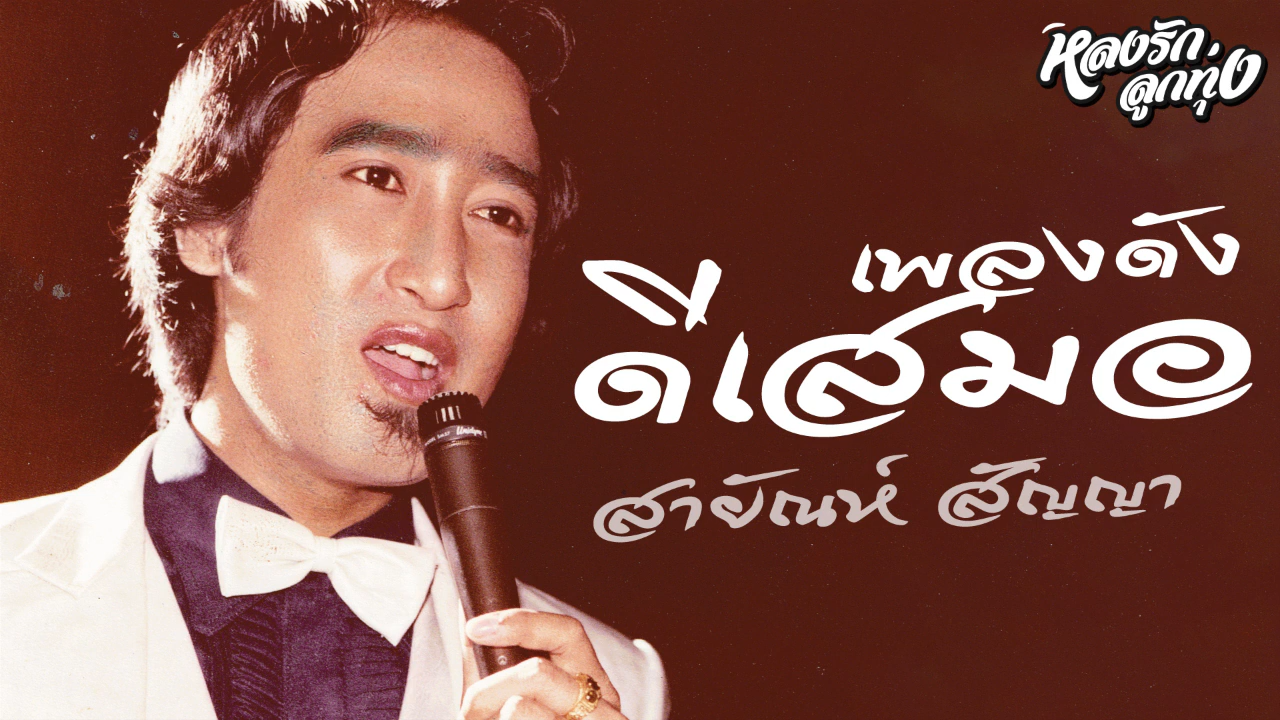 หลงรัก
ลูกทุ่ง
เพลงดัง
ดีเสมอ
สายัณห์ สัญญา